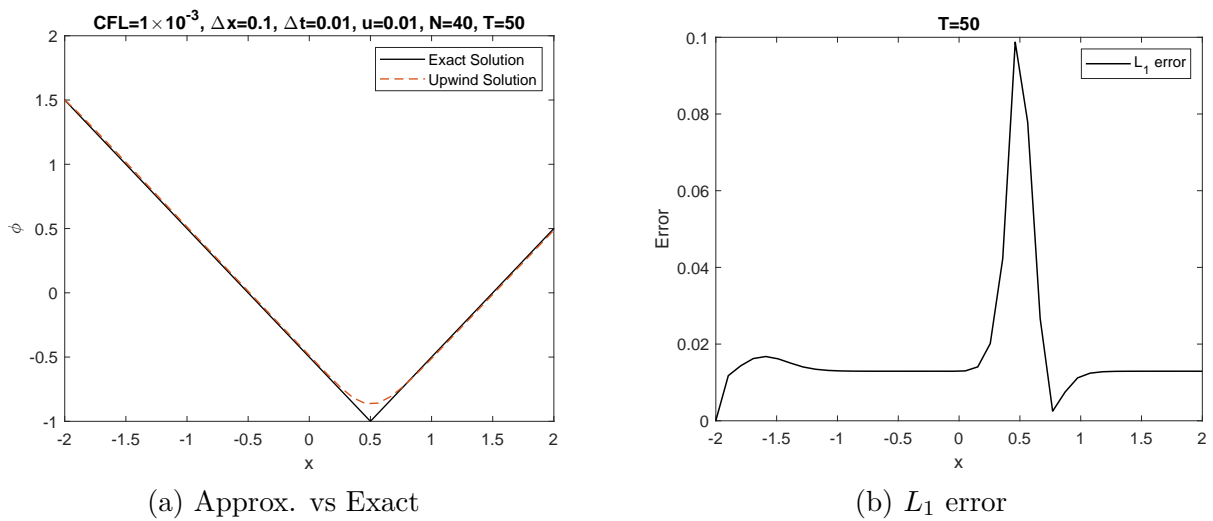 CFL=1×10⁻³, Δx=0.1, Δt=0.01, u=0.01, N=40, T=50
2
1.5
1
0.5
0
-0.5
-1
ϕ
-2
-1.5
-1
-0.5
0
0.5
1
1.5
2
x
Exact Solution
Upwind Solution
(a) Approx. vs Exact
T=50
0.1
0.08
0.06
0.04
0.02
0
Error
-2
-1.5
-1
-0.5
0
0.5
1
1.5
2
x
L₁ error
(b) L₁ error